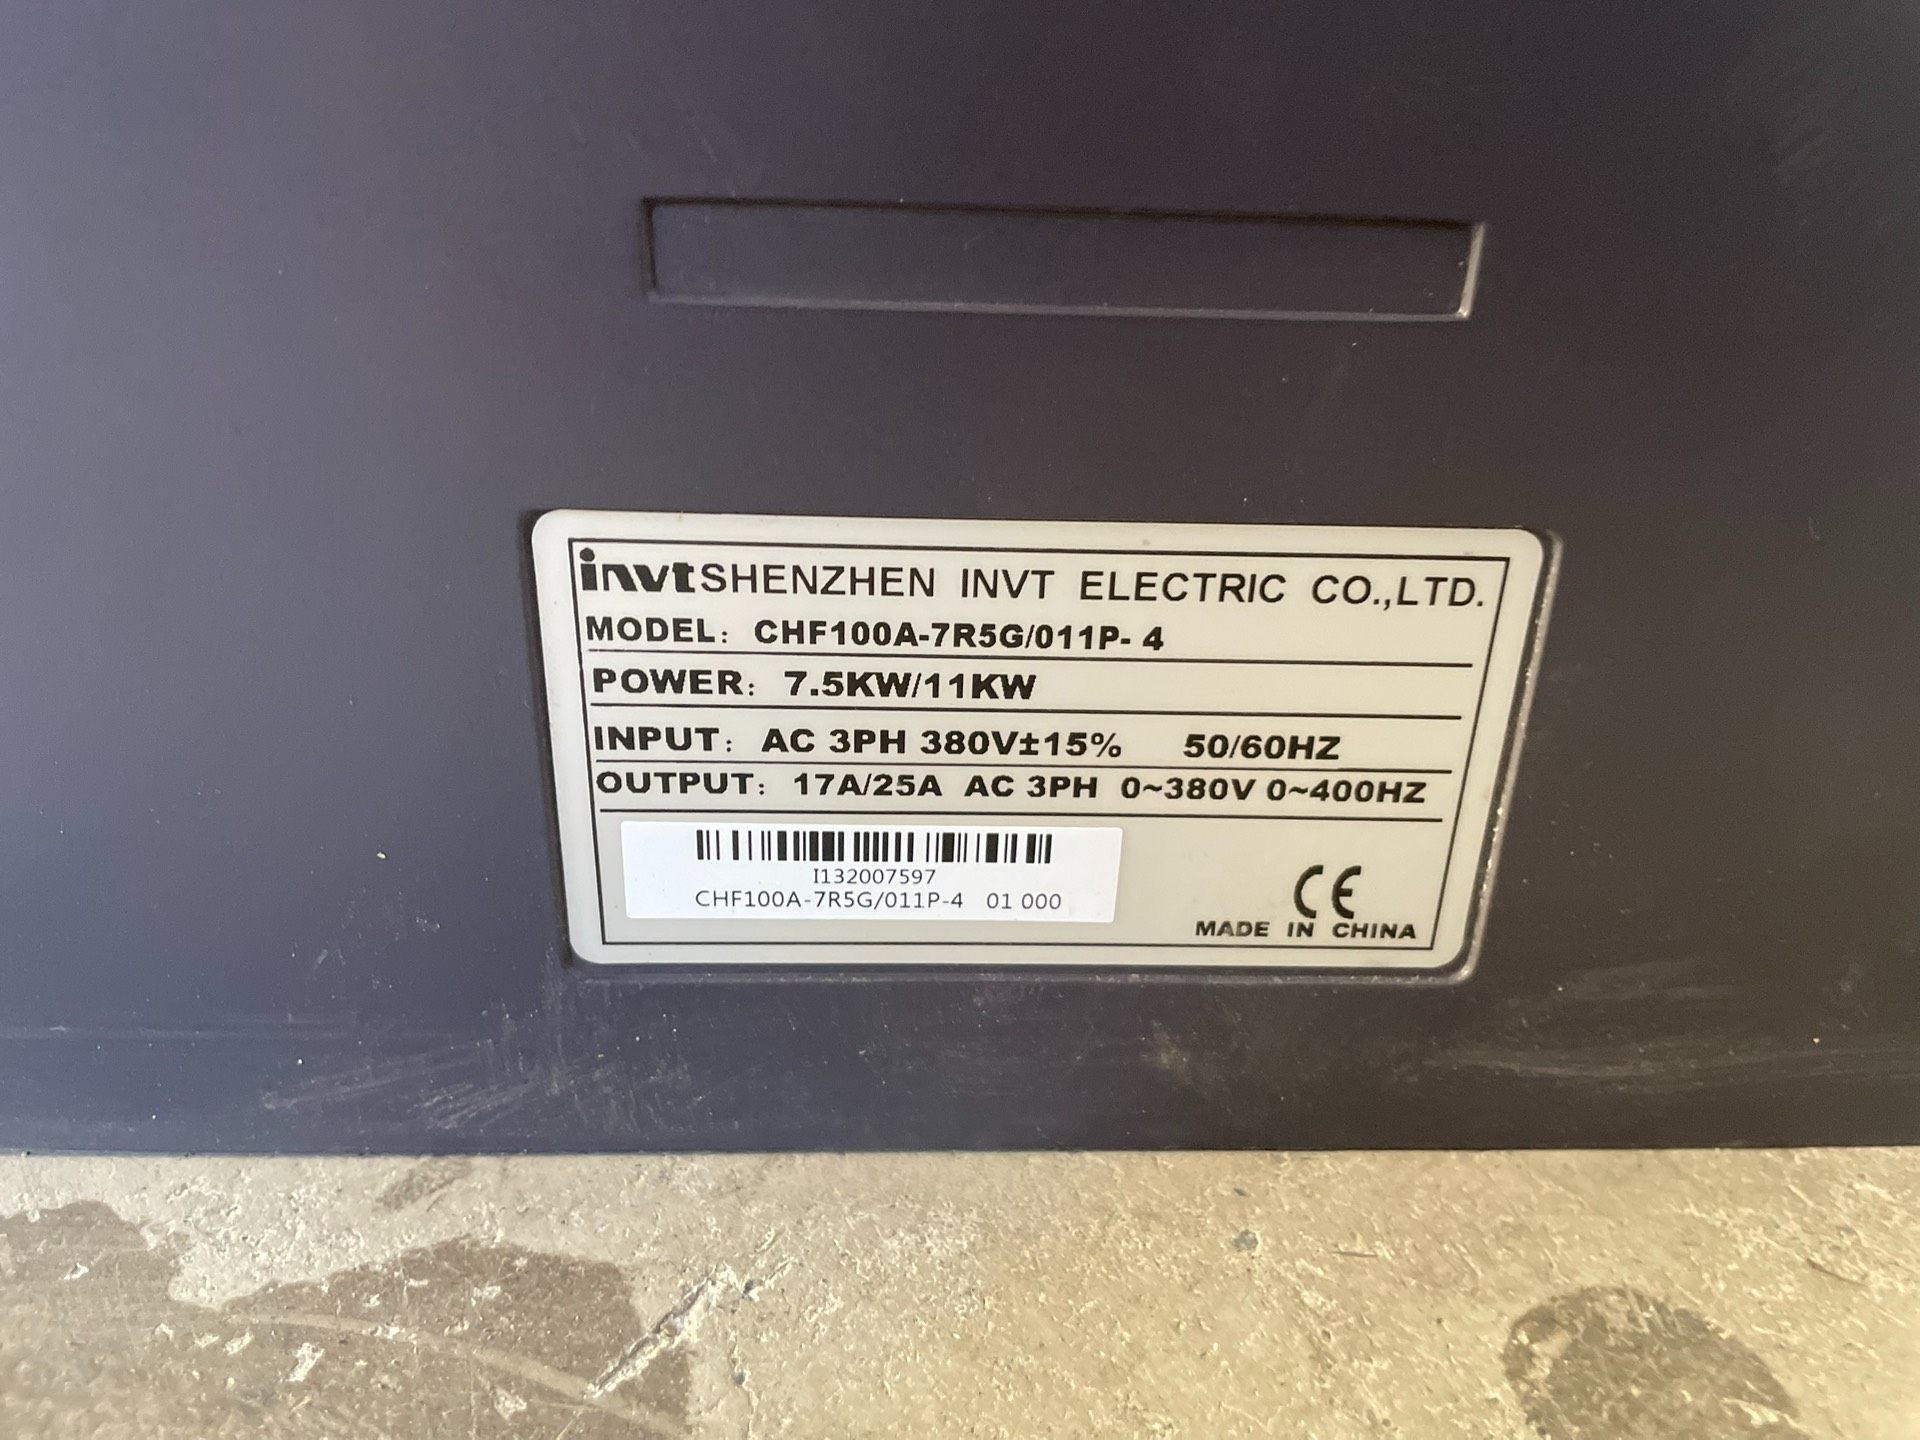 invt SHENZHEN INVT ELECTRIC CO.,LTD.
MODEL: CHF100A-7R5G/011P- 4
POWER: 7.5KW/11KW
INPUT: AC 3PH 380V±15% 50/60HZ
OUTPUT: 17A/25A AC 3PH 0~380V 0~400HZ
I132007597
CHF100A-7R5G/011P-4 01 000
CE
MADE IN CHINA